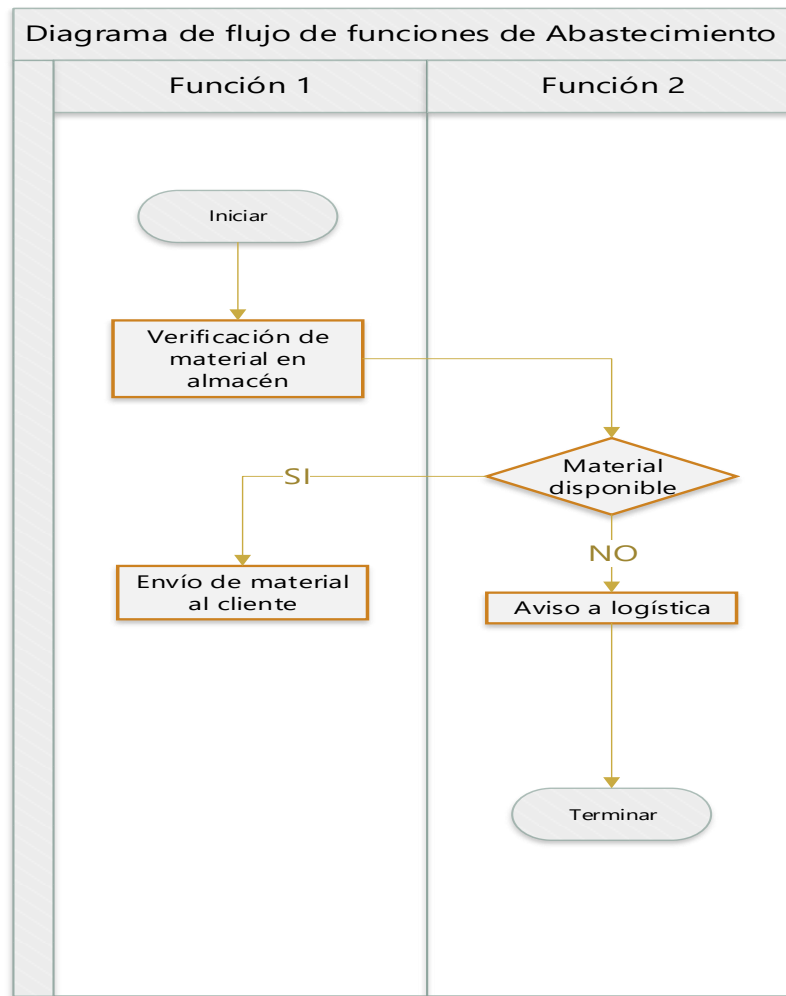 Diagrama de flujo de funciones de Abastecimiento
Función 1
Función 2
Iniciar
Verificación de
material en
almacén
Material
disponible
SI
NO
Envío de material
al cliente
Aviso a logística
Terminar